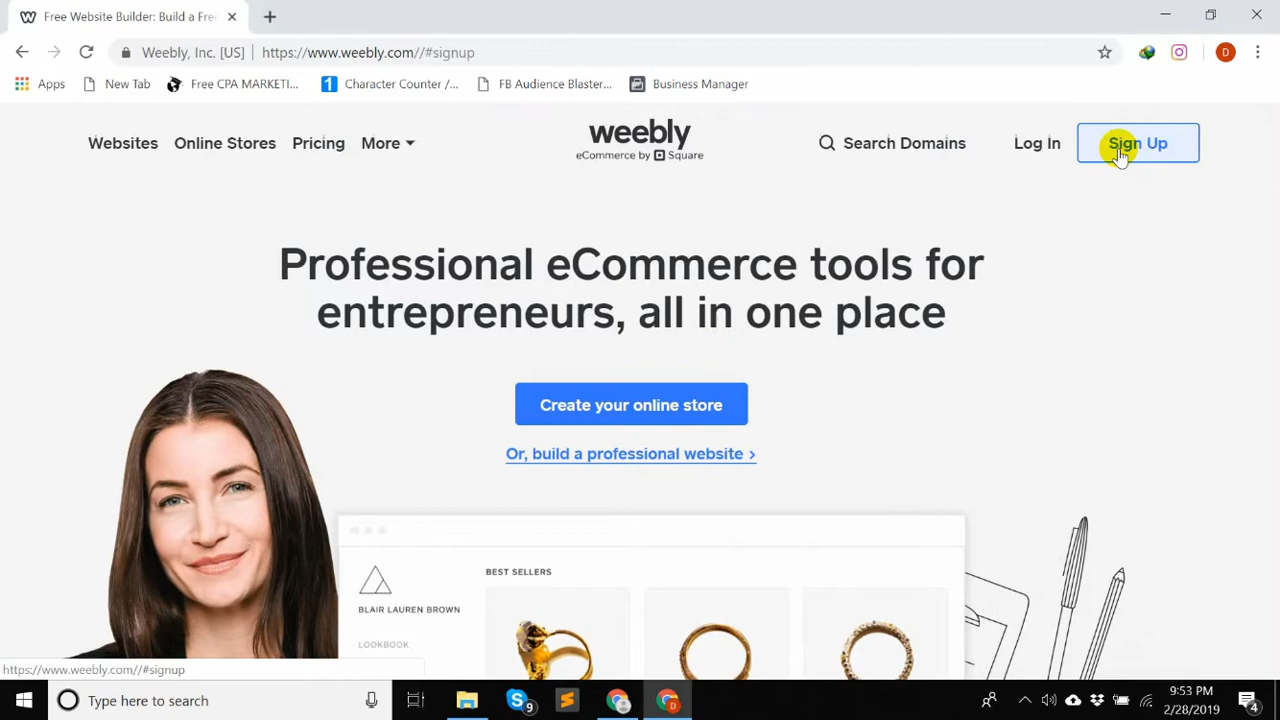 Free Website Builder: Build a Free
Weebly, Inc. [US]
https://www.weebly.com//#signup
D
Apps
New Tab
Free CPA MARKETI...
Character Counter /...
FB Audience Blaster...
Business Manager
Websites
Online Stores
Pricing
More
weebly
eCommerce by Square
Search Domains
Log In
Sign Up
Professional eCommerce tools for
entrepreneurs, all in one place
Create your online store
Or, build a professional website >
BEST SELLERS
BLAIR LAUREN BROWN
LOOKBOOK
https://www.weebly.com//#signup
Type here to search
9
D
9:53 PM
2/28/2019
4